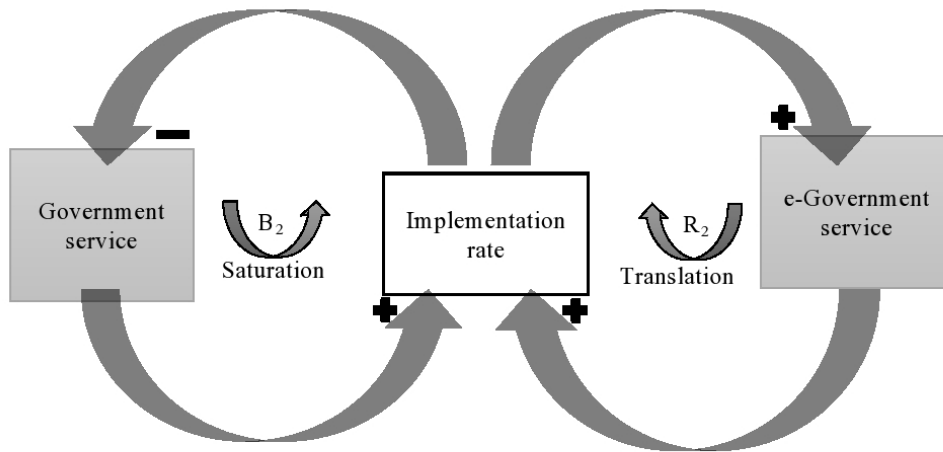 Government
service
B₂
Saturation
Implementation
rate
R₂
Translation
e-Government
service